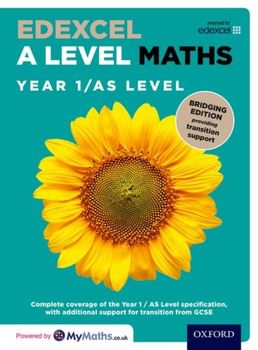 endorsed for
edexcel
EDEXCEL
A LEVEL MATHS
YEAR 1/AS LEVEL
BRIDGING
EDITION
providing
transition
support
Complete coverage of the Year 1 / AS Level specification,
with additional support for transition from GCSE
Powered by MyMaths.co.uk
OXFORD